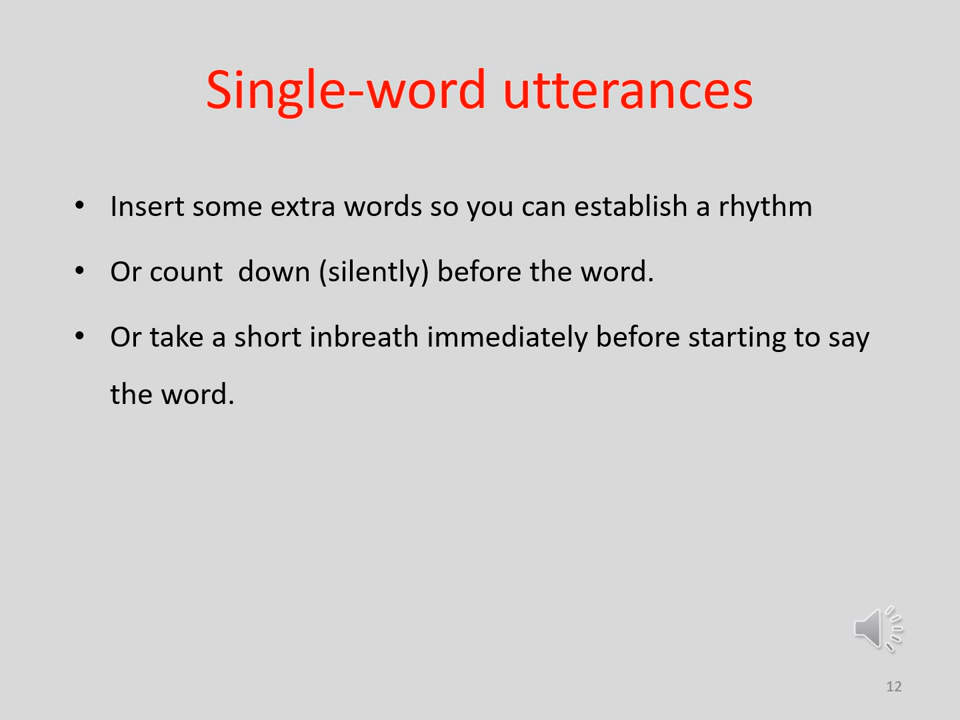 Single-word utterances
• Insert some extra words so you can establish a rhythm
• Or count  down (silently) before the word.
• Or take a short inbreath immediately before starting to say
the word.
12